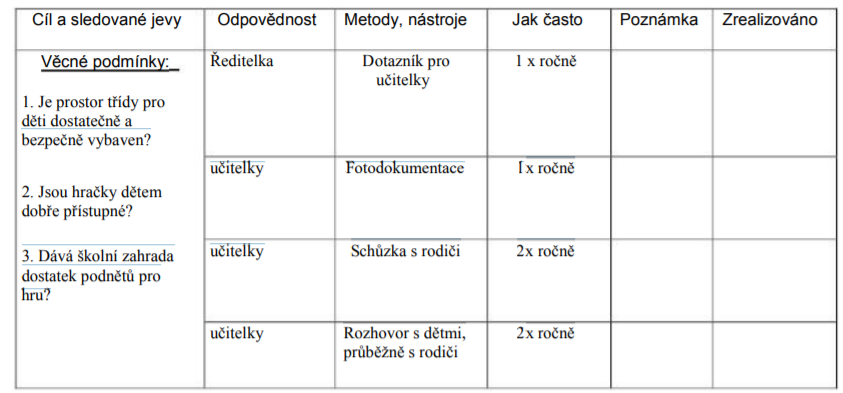 Cíl a sledované jevy Odpovědnost Metody, nástroje Jak často Poznámka Zrealizováno
Věcné podmínky:
1. Je prostor třídy pro
děti dostatečně a
bezpečně vybaven?
2. Jsou hračky dětem
dobře přístupné?
3. Dává školní zahrada
dostatek podnětů pro
hru?
Ředitelka Dotazník pro 1 x ročně
učitelky
učitelky Fotodokumentace 1x ročně
učitelky Schůzka s rodiči 2x ročně
učitelky Rozhovor s dětmi, 2x ročně
průběžně s rodiči